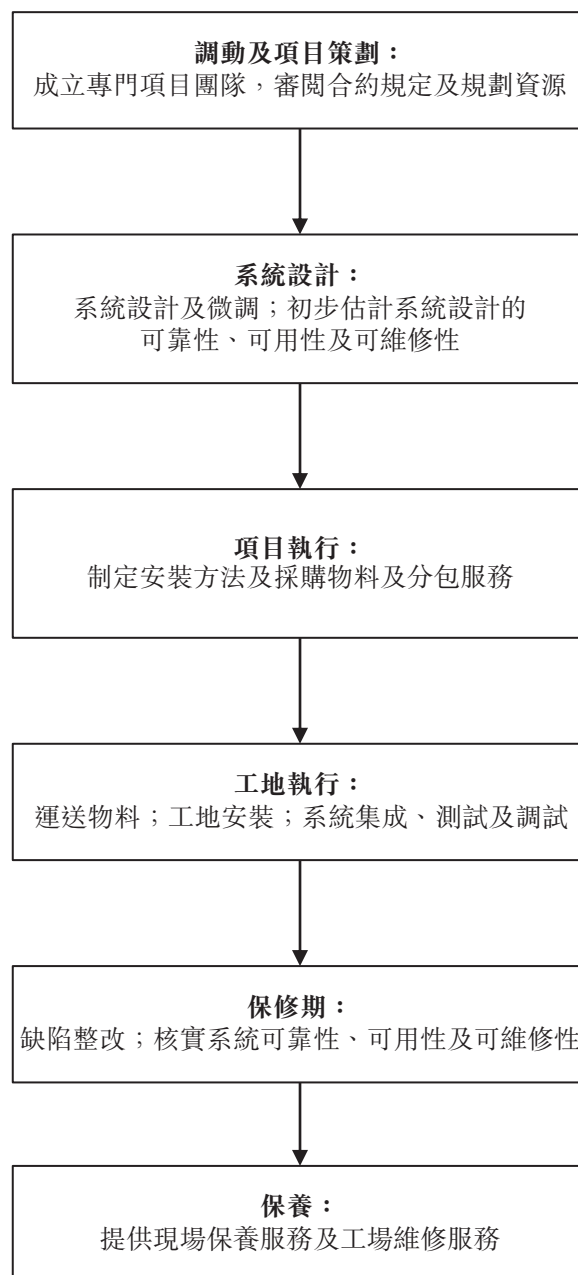 調動及項目策劃：
成立專門項目團隊，審閱合約規定及規劃資源
系統設計：
系統設計及微調；初步估計系統設計的
可靠性、可用性及可維修性
項目執行：
制定安裝方法及採購物料及分包服務
工地執行：
運送物料；工地安裝；系統集成、測試及調試
保修期：
缺陷整改；核實系統可靠性、可用性及可維修性
保養：
提供現場保養服務及工場維修服務